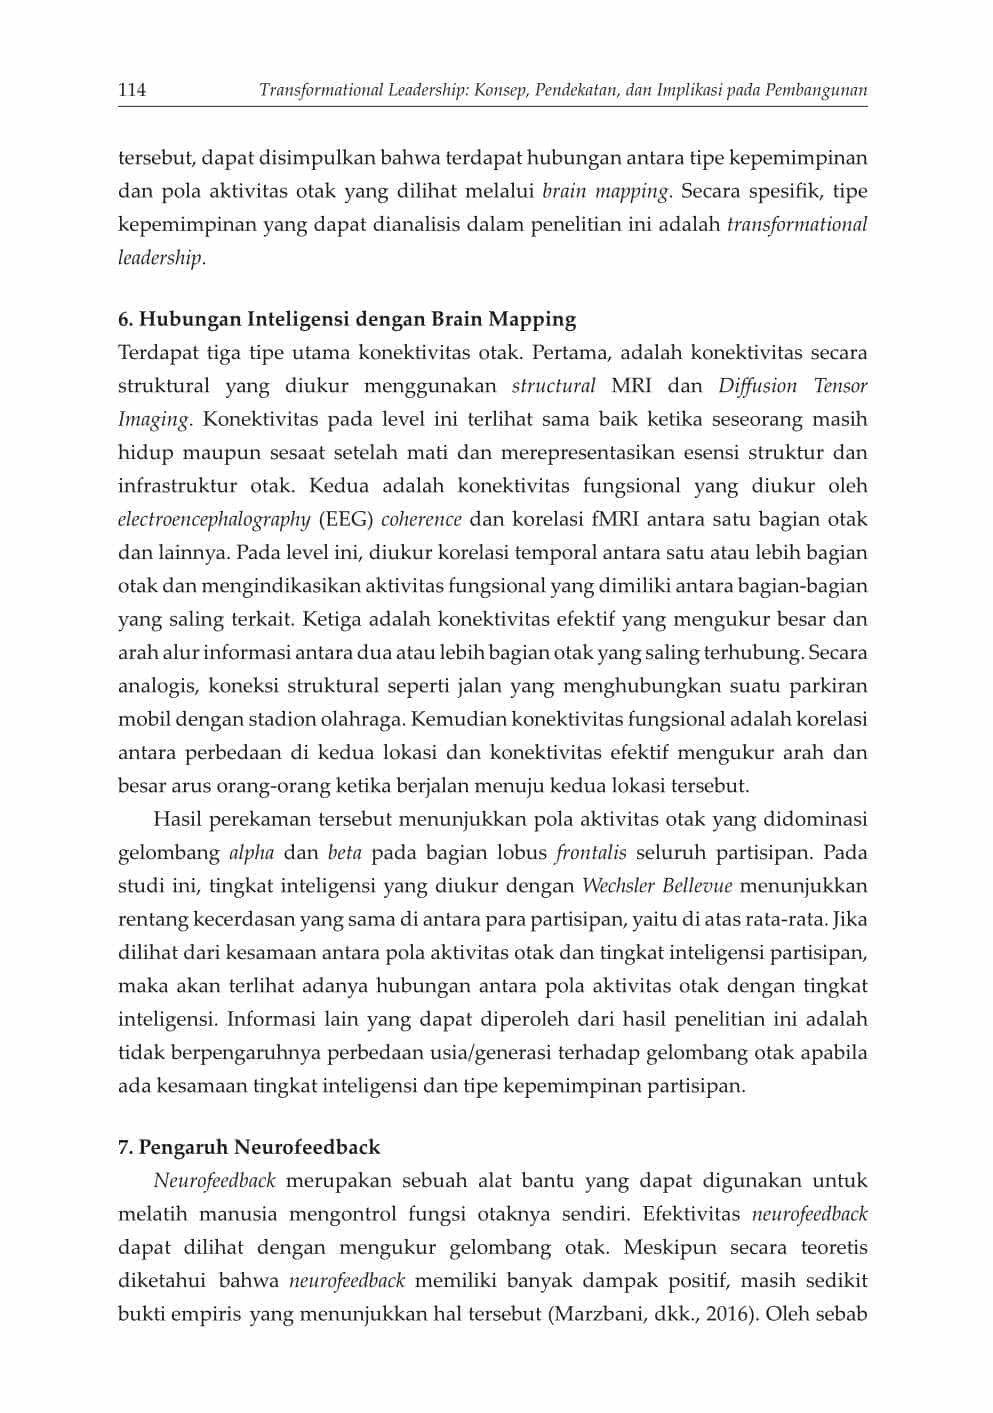 114 Transformational Leadership: Konsep, Pendekatan, dan Implikasi pada Pembangunan
tersebut, dapat disimpulkan bahwa terdapat hubungan antara tipe kepemimpinan
dan pola aktivitas otak yang dilihat melalui brain mapping. Secara spesifik, tipe
kepemimpinan yang dapat dianalisis dalam penelitian ini adalah transformational
leadership.
6. Hubungan Inteligensi dengan Brain Mapping
Terdapat tiga tipe utama konektivitas otak. Pertama, adalah konektivitas secara
struktural yang diukur menggunakan structural MRI dan Diffusion Tensor
Imaging. Konektivitas pada level ini terlihat sama baik ketika seseorang masih
hidup maupun sesaat setelah mati dan merepresentasikan esensi struktur dan
infrastruktur otak. Kedua adalah konektivitas fungsional yang diukur oleh
electroencephalography (EEG) coherence dan korelasi fMRI antara satu bagian otak
dan lainnya. Pada level ini, diukur korelasi temporal antara satu atau lebih bagian
otak dan mengindikasikan aktivitas fungsional yang dimiliki antara bagian-bagian
yang saling terkait. Ketiga adalah konektivitas efektif yang mengukur besar dan
arah alur informasi antara dua atau lebih bagian otak yang saling terhubung. Secara
analogis, koneksi struktural seperti jalan yang menghubungkan suatu parkiran
mobil dengan stadion olahraga. Kemudian konektivitas fungsional adalah korelasi
antara perbedaan di kedua lokasi dan konektivitas efektif mengukur arah dan
besar arus orang-orang ketika berjalan menuju kedua lokasi tersebut.
Hasil perekaman tersebut menunjukkan pola aktivitas otak yang didominasi
gelombang alpha dan beta pada bagian lobus frontalis seluruh partisipan. Pada
studi ini, tingkat inteligensi yang diukur dengan Wechsler Bellevue menunjukkan
rentang kecerdasan yang sama di antara para partisipan, yaitu di atas rata-rata. Jika
dilihat dari kesamaan antara pola aktivitas otak dan tingkat inteligensi partisipan,
maka akan terlihat adanya hubungan antara pola aktivitas otak dengan tingkat
inteligensi. Informasi lain yang dapat diperoleh dari hasil penelitian ini adalah
tidak berpengaruhnya perbedaan usia/generasi terhadap gelombang otak apabila
ada kesamaan tingkat inteligensi dan tipe kepemimpinan partisipan.
7. Pengaruh Neurofeedback
Neurofeedback merupakan sebuah alat bantu yang dapat digunakan untuk
melatih manusia mengontrol fungsi otaknya sendiri. Efektivitas neurofeedback
dapat dilihat dengan mengukur gelombang otak. Meskipun secara teoretis
diketahui bahwa neurofeedback memiliki banyak dampak positif, masih sedikit
bukti empiris yang menunjukkan hal tersebut (Marzbani, dkk., 2016). Oleh sebab